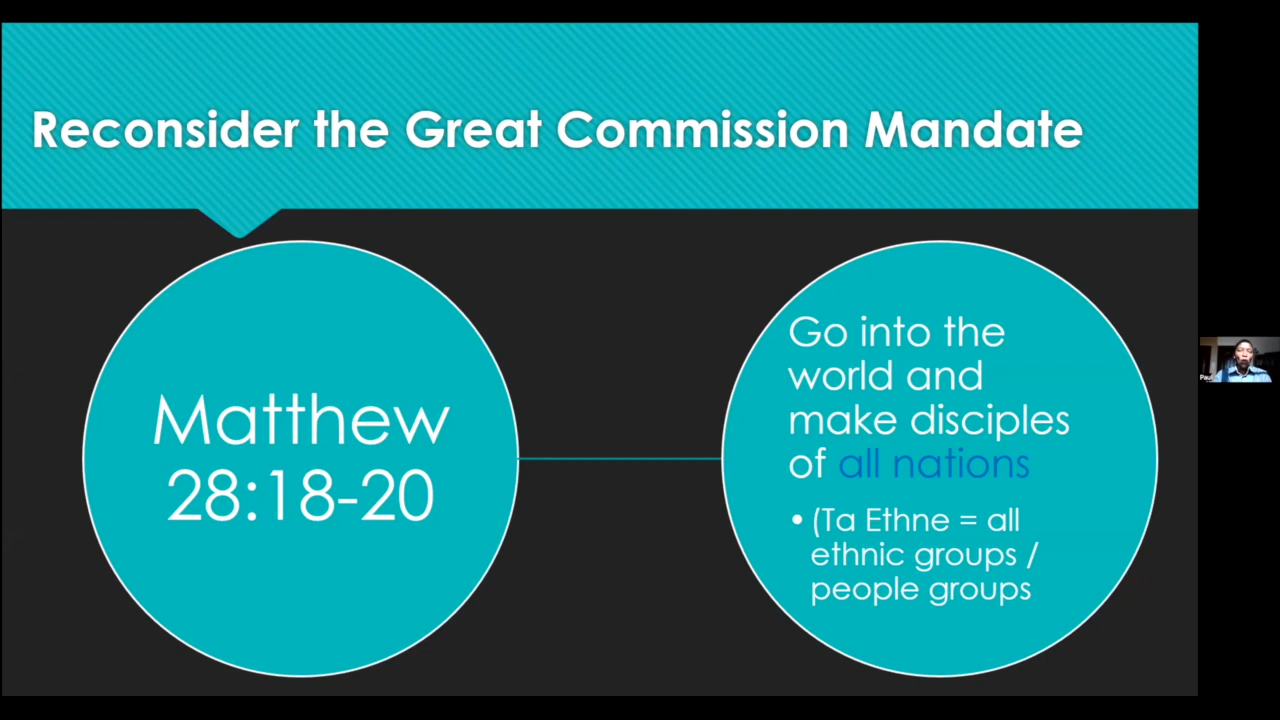 Reconsider the Great Commission Mandate
Matthew
28:18-20
Go into the
world and
make disciples
of all nations
• (Ta Ethne = all
ethnic groups /
people groups
Paul